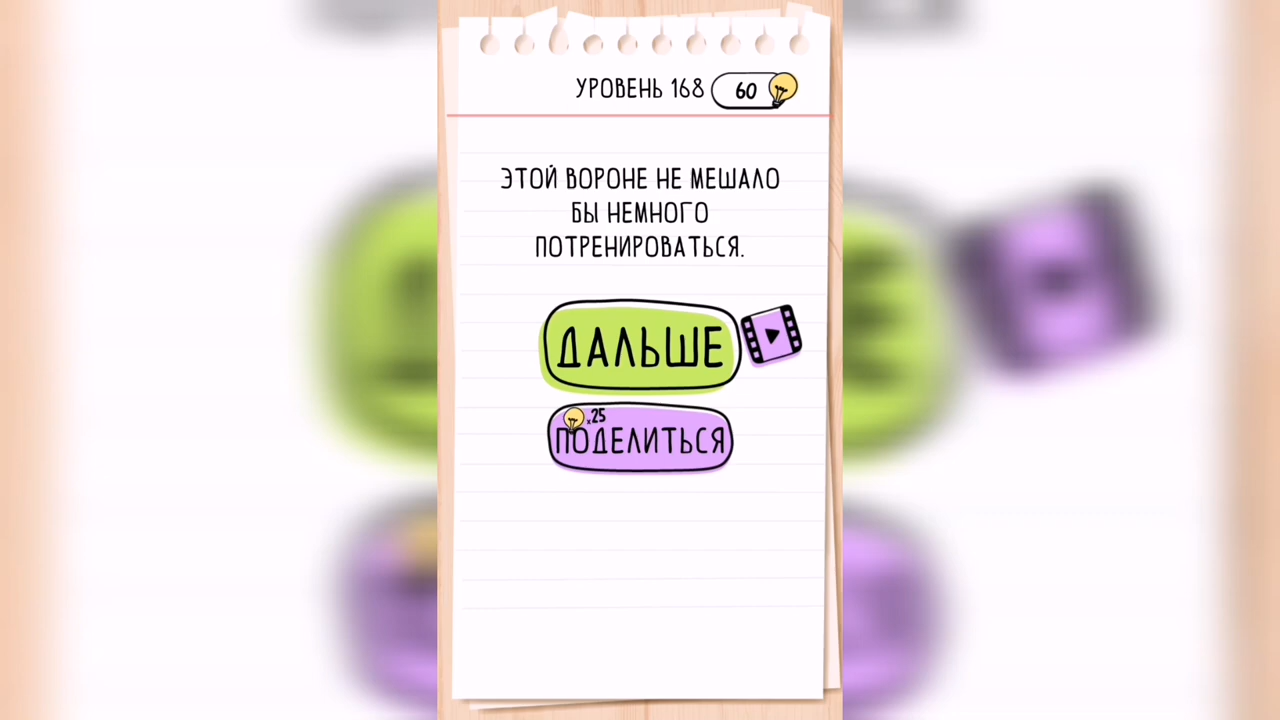 УРОВЕНЬ 168 60
ЭТОЙ ВОРОНЕ НЕ МЕШАЛО
БЫ НЕМНОГО
ПОТРЕНИРОВАТЬСЯ.
ДАЛЬШЕ
x25
ПОДЕЛИТЬСЯ